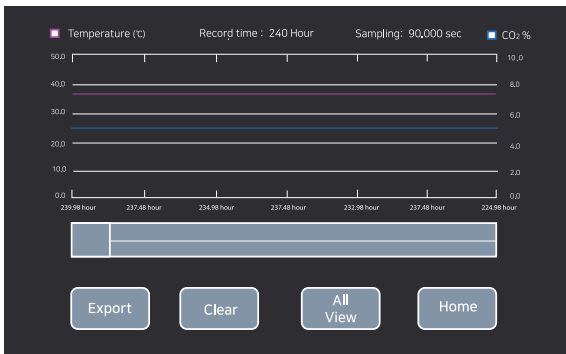 Temperature (℃) Record time : 240 Hour Sampling: 90.000 sec CO₂ %
50.0 10.0
40.0 8.0
30.0 6.0
20.0 4.0
10.0 2.0
0.0 0.0
239.98 hour 237.48 hour 234.98 hour 237.48 hour 232.98 hour 237.48 hour 224.98 hour
Export Clear All View Home